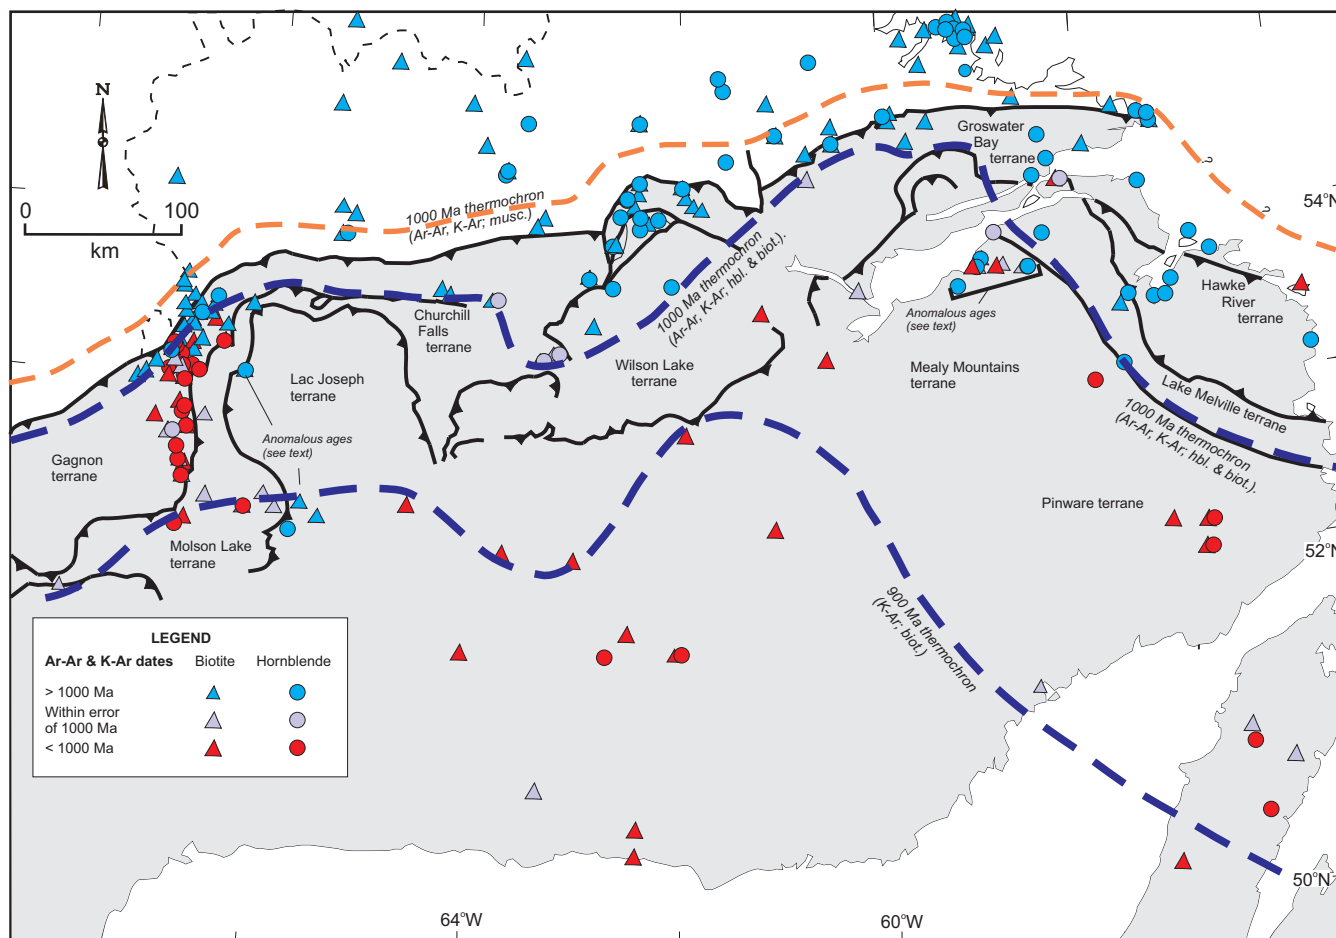 N
0 100
km
1000 Ma thermochron
(Ar-Ar, K-Ar; musc.)
Groswater
Bay
terrane
?
?
54°N
Hawke
River
terrane
Churchill
Falls
terrane
1000 Ma thermochron
(Ar-Ar, K-Ar; hbl. & biot.).
Anomalous ages
(see text)
Wilson Lake
terrane
Mealy Mountains
terrane
Lac Joseph
terrane
Lake Melville terrane
1000 Ma thermochron
(Ar-Ar, K-Ar; hbl. & biot.).
Anomalous ages
(see text)
Gagnon
terrane
Pinware terrane
Molson Lake
terrane
52°N
900 Ma thermochron
(K-Ar; biot.)
LEGEND
Ar-Ar & K-Ar dates Biotite Hornblende
> 1000 Ma
Within error
of 1000 Ma
< 1000 Ma
50°N
64°W
60°W